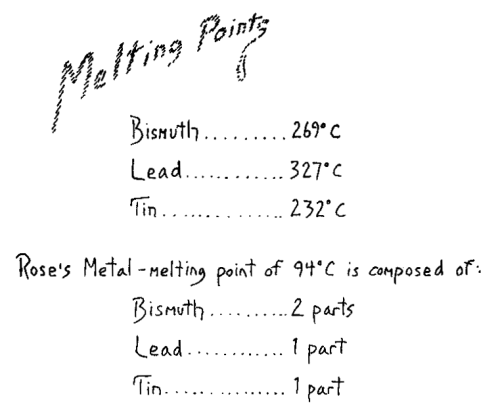 Melting Points
Bismuth.........269°C
Lead............327°C
Tin.............232°C
Rose's Metal-melting point of 94°C is composed of:
Bismuth.........2 parts
Lead............1 part
Tin..............1 part